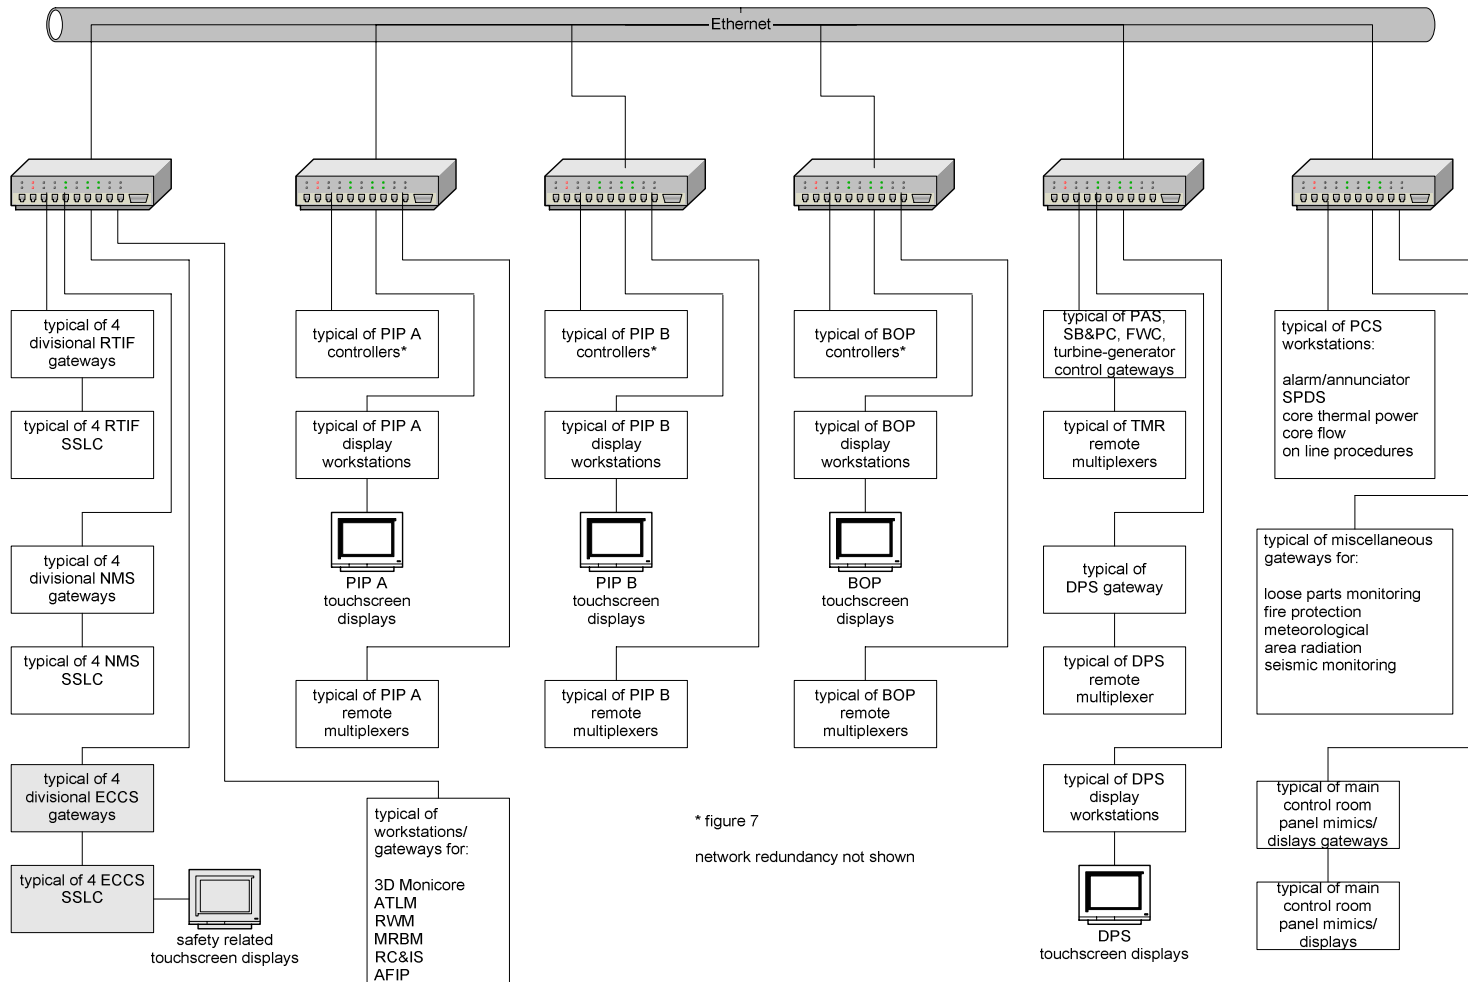 Ethernet
typical of 4
divisional RTIF
gateways
typical of 4 RTIF
SSLC
typical of 4
divisional NMS
gateways
typical of 4 NMS
SSLC
typical of 4
divisional ECCS
gateways
typical of 4 ECCS
SSLC
safety related
touchscreen displays
typical of PIP A
controllers*
typical of PIP A
display
workstations
PIP A
touchscreen
displays
typical of PIP A
remote
multiplexers
typical of
workstations/
gateways for:
3D Monicore
ATLM
RWM
MRBM
RC&IS
AFIP
typical of PIP B
controllers*
typical of PIP B
display
workstations
PIP B
touchscreen
displays
typical of PIP B
remote
multiplexers
* figure 7
network redundancy not shown
typical of BOP
controllers*
typical of BOP
display
workstations
BOP
touchscreen
displays
typical of BOP
remote
multiplexers
typical of PAS,
SB&PC, FWC,
turbine-generator
control gateways
typical of TMR
remote
multiplexers
typical of
DPS gateway
typical of DPS
remote
multiplexer
typical of DPS
display
workstations
DPS
touchscreen displays
typical of PCS
workstations:
alarm/annunciator
SPDS
core thermal power
core flow
on line procedures
typical of miscellaneous
gateways for:
loose parts monitoring
fire protection
meteorological
area radiation
seismic monitoring
typical of main
control room
panel mimics/
dislays gateways
typical of main
control room
panel mimics/
displays